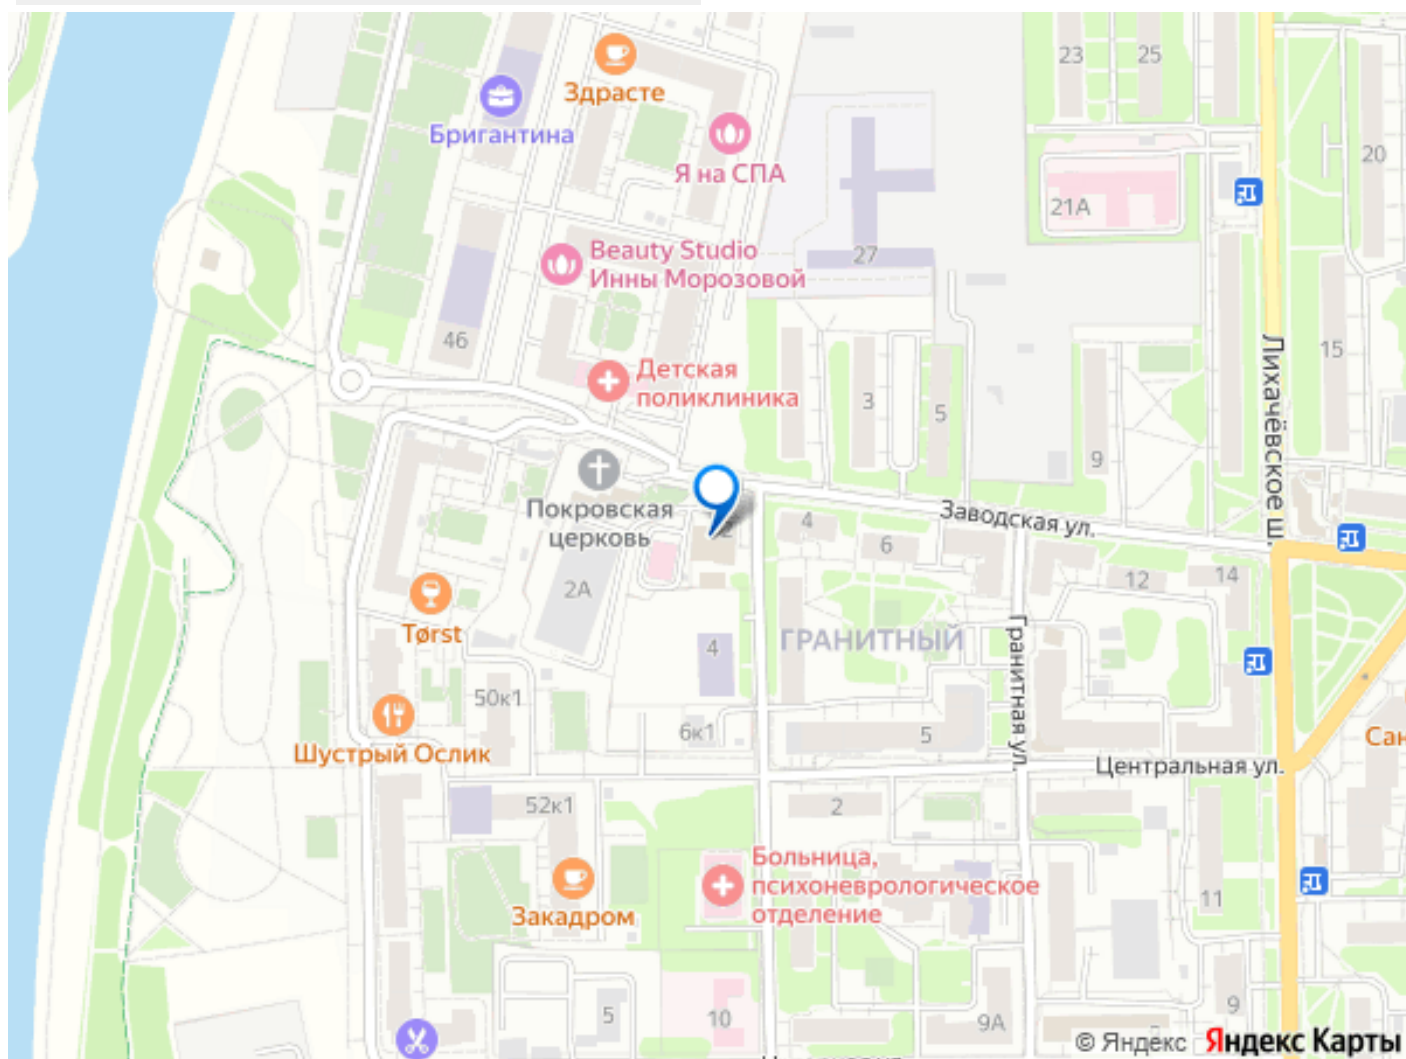 Здрасте
23
25
Бригантина
Я на СПА
20
21А
Beauty Studio
Инны Морозовой
27
46
15
Лихачёвское ш.
Детская
поликлиника
3
5
9
Покровская
церковь
2
4
6
Заводская ул.
12
14
2А
Tørst
4
ГРАНИТНЫЙ
Гранитная ул.
50к1
6к1
5
Шустрый Ослик
Центральная ул.
Сан
52к1
2
Больница,
психоневрологическое
отделение
11
Закадром
5
10
9А
9
© Яндекс Яндекс Карты